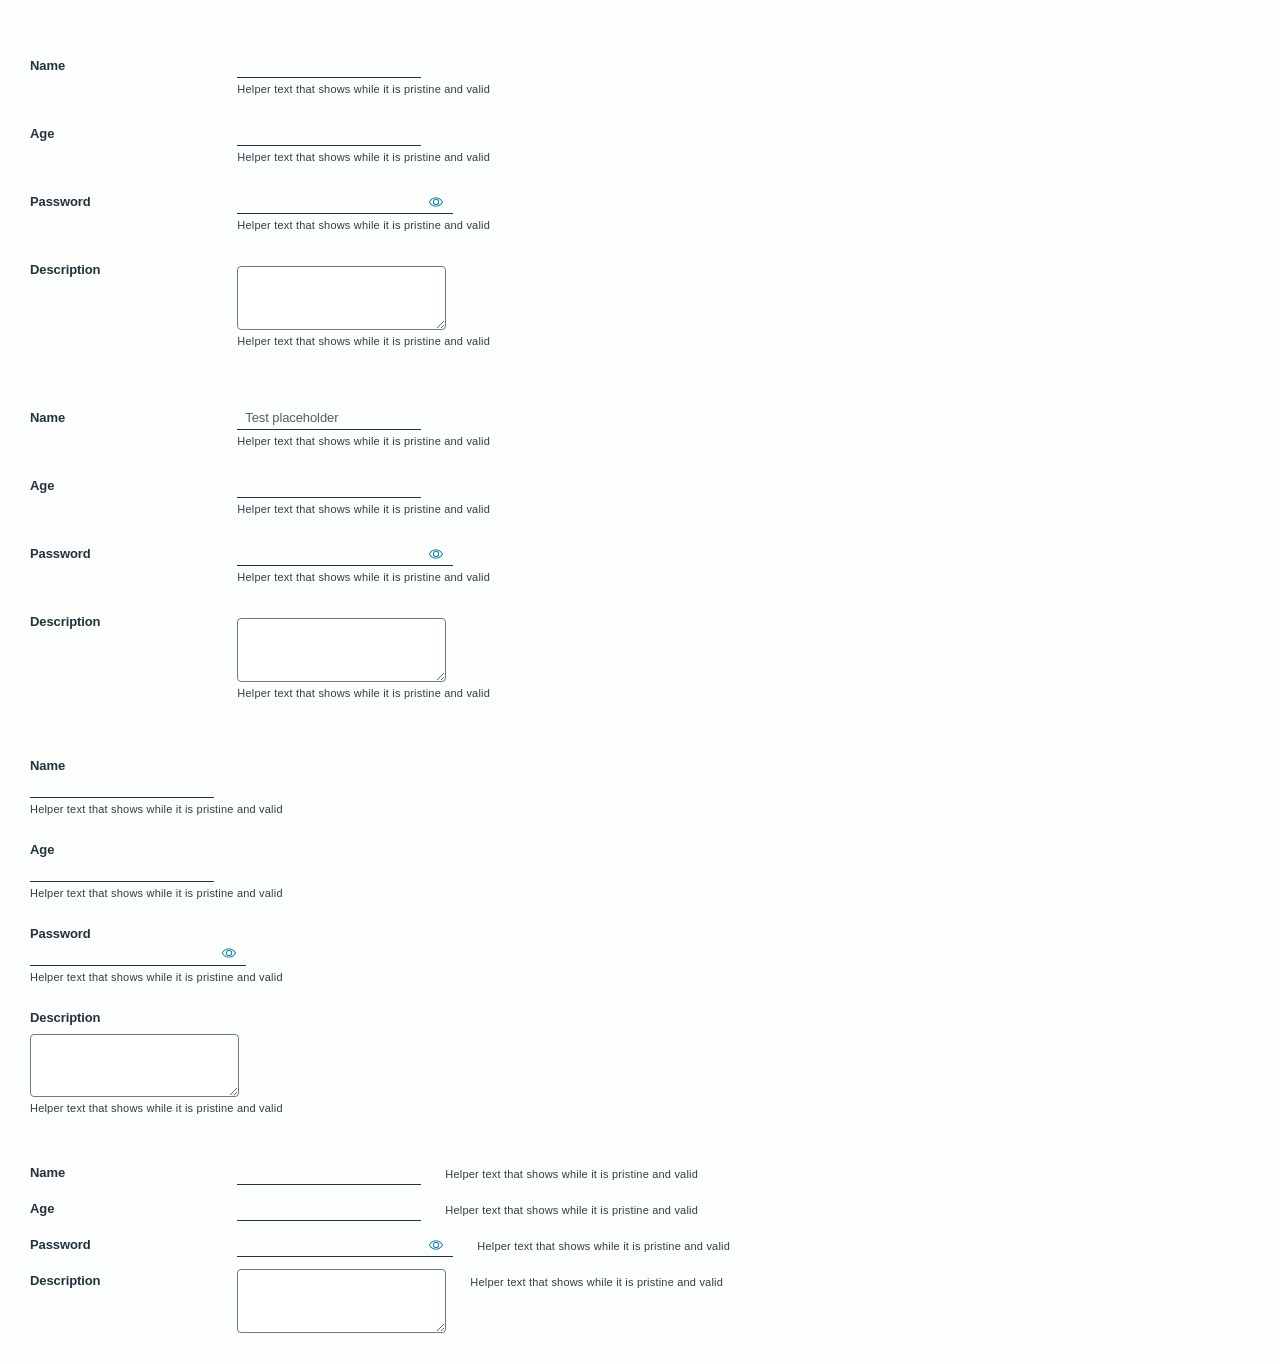 Name
Helper text that shows while it is pristine and valid
Age
Helper text that shows while it is pristine and valid
Password
Helper text that shows while it is pristine and valid
Description
Helper text that shows while it is pristine and valid
Name Test placeholder
Helper text that shows while it is pristine and valid
Age
Helper text that shows while it is pristine and valid
Password
Helper text that shows while it is pristine and valid
Description
Helper text that shows while it is pristine and valid
Name
Helper text that shows while it is pristine and valid
Age
Helper text that shows while it is pristine and valid
Password
Helper text that shows while it is pristine and valid
Description
Helper text that shows while it is pristine and valid
Name Helper text that shows while it is pristine and valid
Age Helper text that shows while it is pristine and valid
Password Helper text that shows while it is pristine and valid
Description Helper text that shows while it is pristine and valid